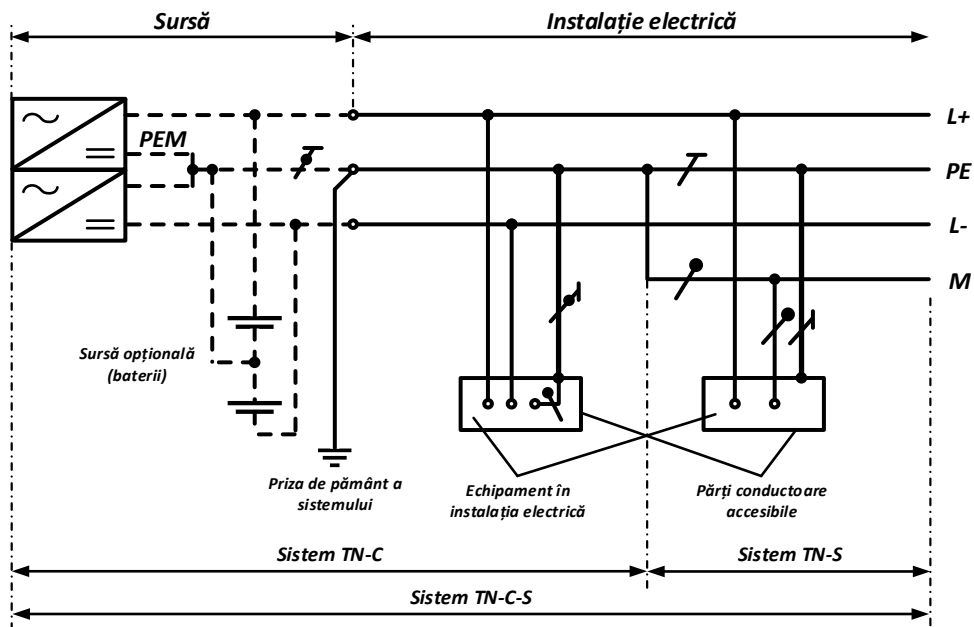 Sursă
Instalație electrică
L+
PEM
PE
L-
M
Sursă opțională
(baterii)
Priza de pământ a
sistemului
Echipament în
instalația electrică
Părți conductoare
accesibile
Sistem TN-C
Sistem TN-S
Sistem TN-C-S